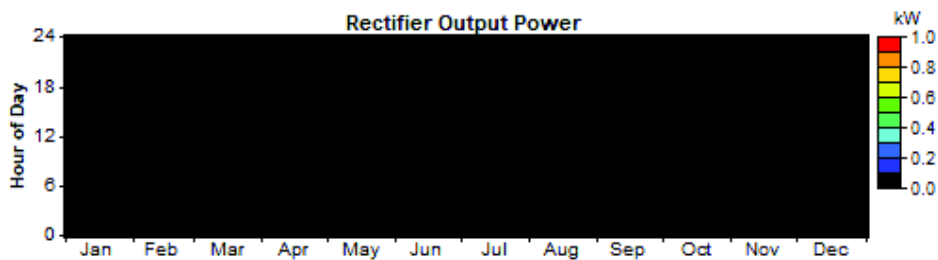 Rectifier Output Power
kW
24
18
12
6
0
Hour of Day
1.0
0.8
0.6
0.4
0.2
0.0
Jan Feb Mar Apr May Jun Jul Aug Sep Oct Nov Dec